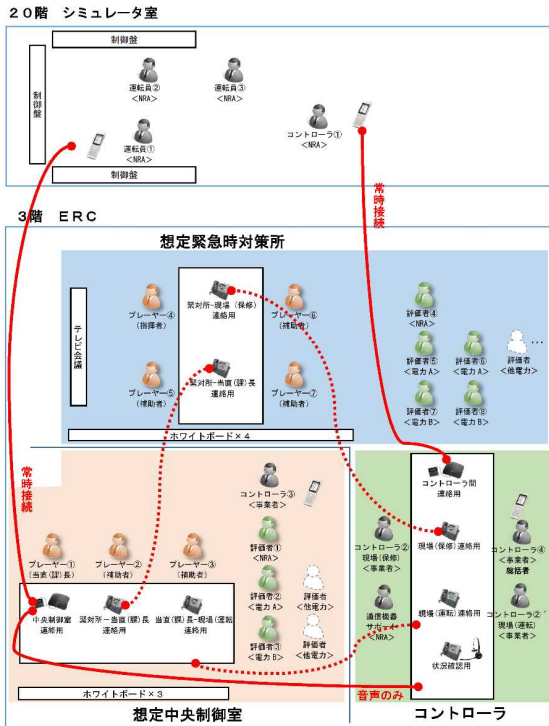 20階 シミュレータ室
制御盤
制御盤
運転員②
<NRA>
運転員③
<NRA>
運転員①
<NRA>
コントローラ①
<NRA>
制御盤
常時接続
3階 ERC
想定緊急時対策所
テレビ会議
プレーヤー④
(指揮者)
緊対所-現場(保修)
連絡用
プレーヤー⑥
(補助者)
プレーヤー⑤
(補助者)
緊対所-当直(課)長
連絡用
プレーヤー⑦
(補助者)
評価者④
<NRA>
評価者⑤
<電力A>
評価者⑥
<電力A>
評価者
<他電力>
…
評価者⑦
<電力B>
評価者⑧
<電力B>
ホワイトボード×4
常時接続
コントローラ③
<事業者>
プレーヤー①
(当直(課)長)
プレーヤー②
(補助者)
プレーヤー③
(補助者)
評価者①
<NRA>
評価者②
<電力A>
評価者
<他電力>
評価者③
<電力B>
評価者
<他電力>
中央制御室
連絡用
緊対所-当直(課)長
連絡用
当直(課)長-現場(運転)
連絡用
ホワイトボード×3
想定中央制御室
コントローラ間
連絡用
コントローラ②
現場(保修)
<事業者>
現場(保修)連絡用
コントローラ④
<事業者>
総括者
通信機器
サポート
<NRA>
現場(運転)連絡用
コントローラ②'
現場(運転)
<事業者>
状況確認用
音声のみ
コントローラ